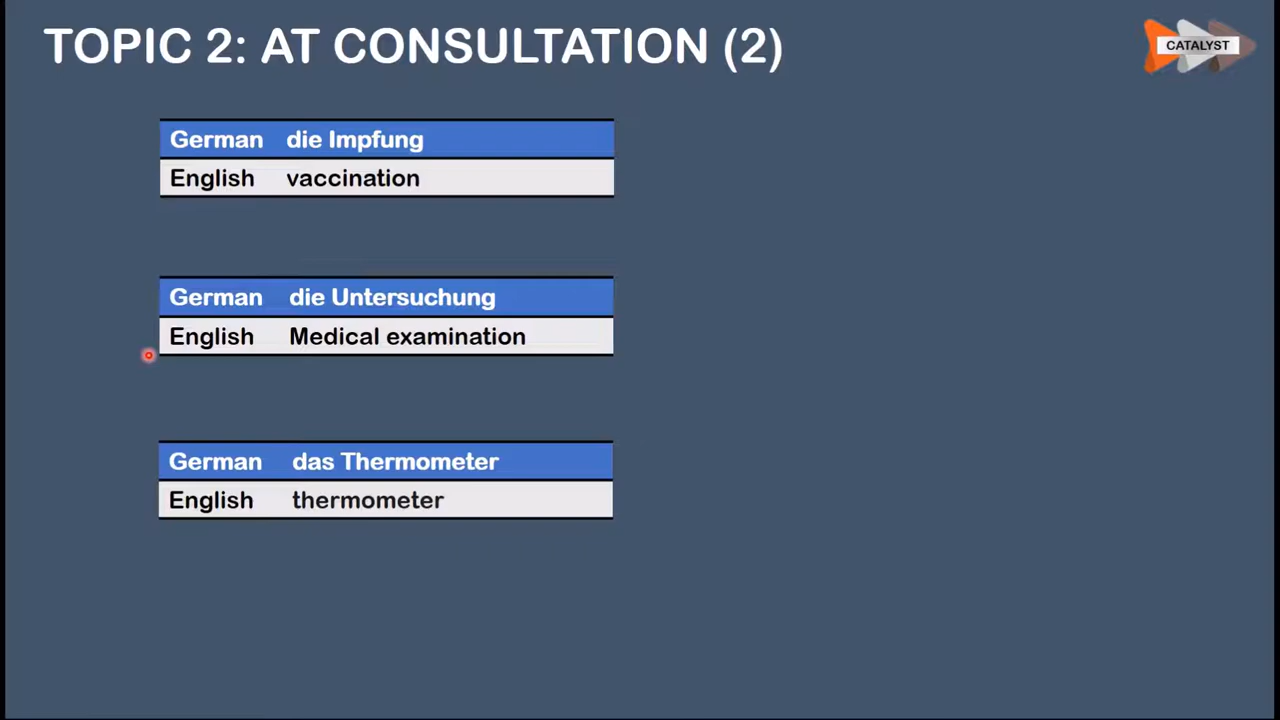 TOPIC 2: AT CONSULTATION (2)
CATALYST
German die Impfung
English vaccination
German die Untersuchung
English Medical examination
German das Thermometer
English thermometer